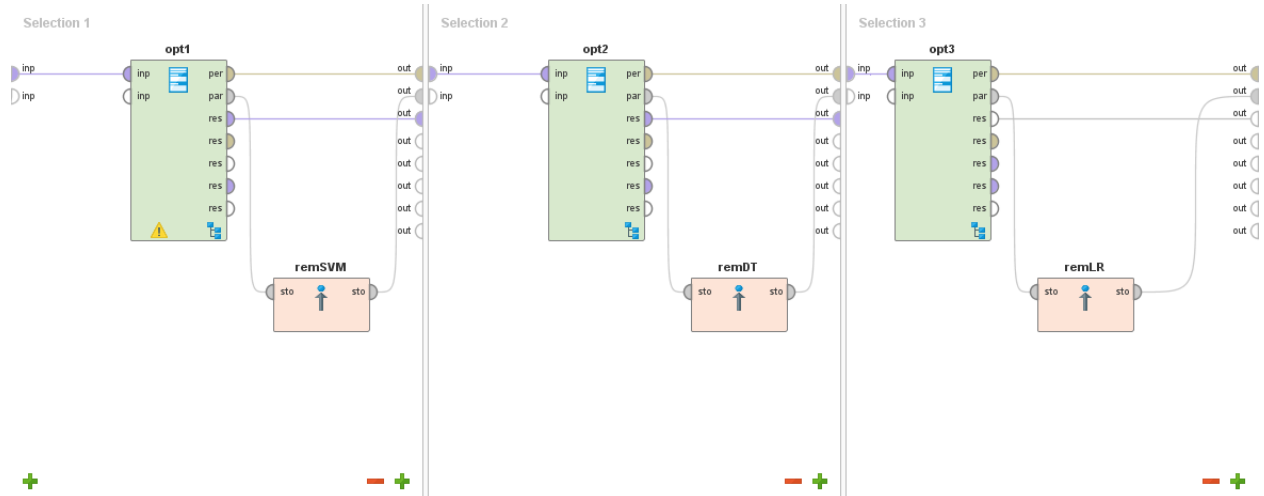 Selection 1
opt1
inp
inp
inp
inp
per
par
res
res
res
res
res
out
out
out
out
out
out
out
out
remSVM
sto
sto
Selection 2
opt2
inp
inp
inp
inp
per
par
res
res
res
res
res
out
out
out
out
out
out
out
out
remDT
sto
sto
Selection 3
opt3
inp
inp
inp
inp
per
par
res
res
res
res
res
out
out
out
out
out
out
out
out
remLR
sto
sto